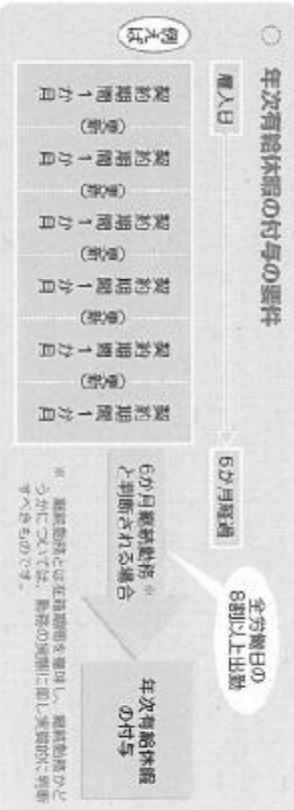 ○ 年次有給休暇の付与の要件
雇入日
6か月経過
例えば
契約期間1か月
(更新)
契約期間1か月
(更新)
契約期間1か月
(更新)
契約期間1か月
(更新)
契約期間1か月
(更新)
契約期間1か月
6か月継続勤務※
と判断される場合
全労働日の
8割以上出勤
年次有給休暇
の付与
※ 継続勤務とは在籍期間を意味し、継続勤務かど
うかについては、勤務の実態に即し実質的に判断
すべきものです。